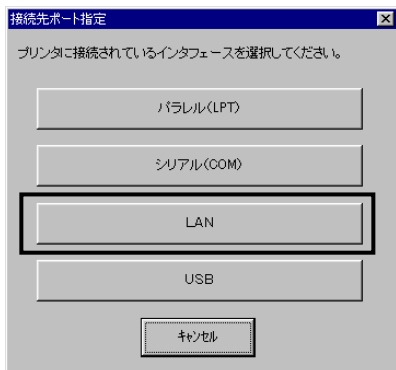 接続先ポート指定
プリンタに接続されているインタフェースを選択してください。
パラレル(LPT)
シリアル(COM)
LAN
USB
キャンセル